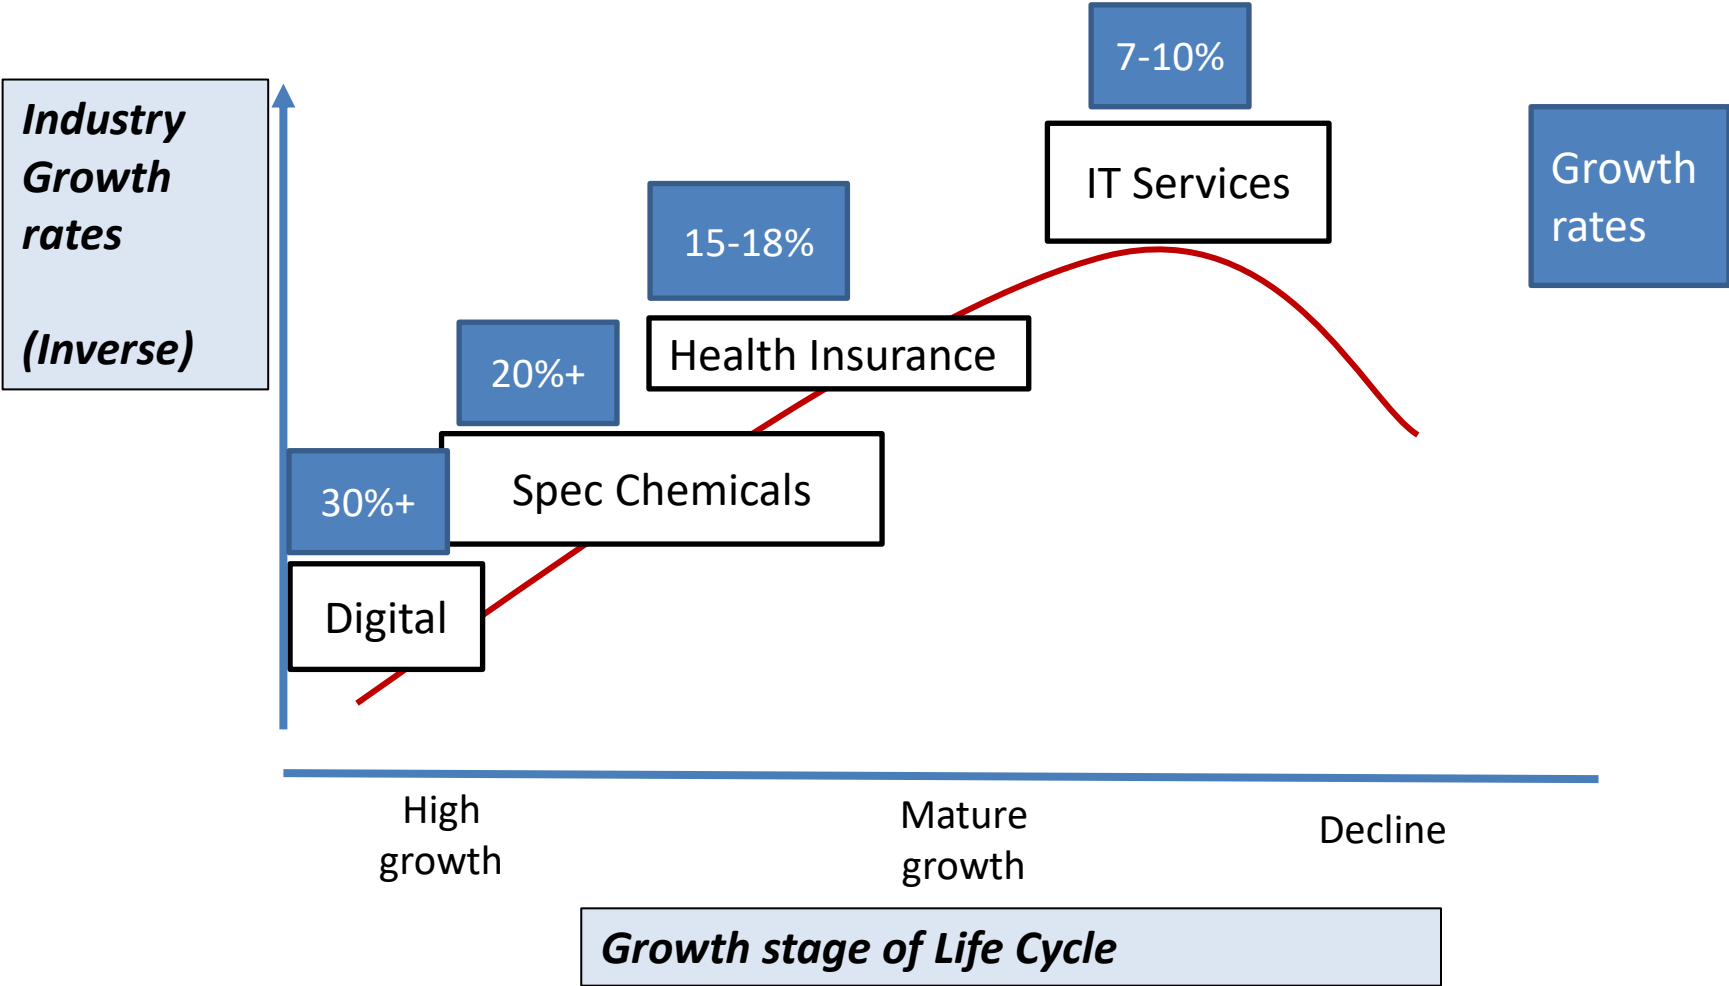 7-10%
Industry
Growth
rates
(Inverse)
IT Services
Growth
rates
15-18%
Health Insurance
20%+
Spec Chemicals
30%+
Digital
High
growth
Mature
growth
Decline
Growth stage of Life Cycle